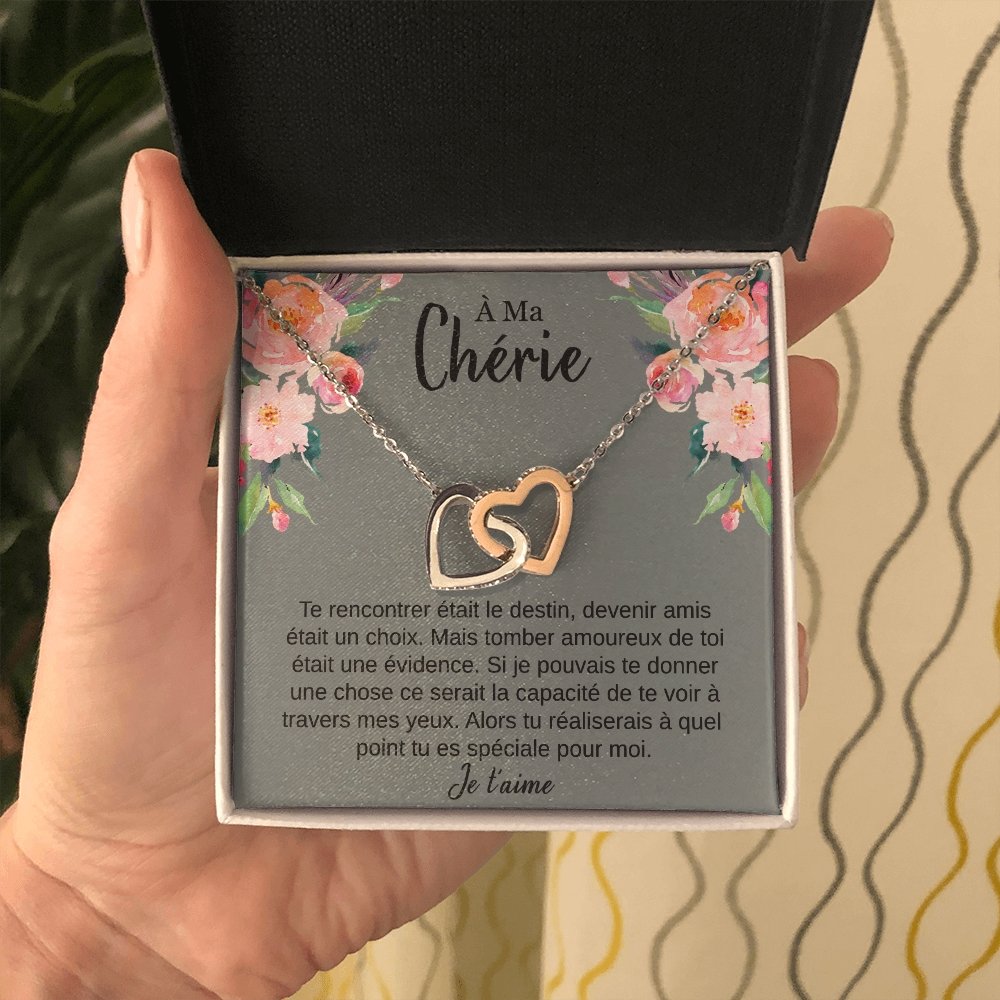 À Ma
Chérie
Te rencontrer était le destin, devenir amis
était un choix. Mais tomber amoureux de toi
était une évidence. Si je pouvais te donner
une chose ce serait la capacité de te voir à
travers mes yeux. Alors tu réaliserais à quel
point tu es spéciale pour moi.
Je t'aime